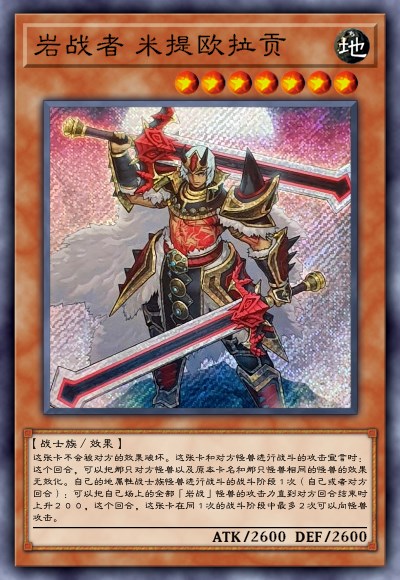 岩战者 米提欧拉贡
地
【战士族／效果】
这张卡不会被对方的效果破坏。这张卡和对方怪兽进行战斗的攻击宣言时：
这个回合，可以把那只对方怪兽以及原本卡名和那只怪兽相同的怪兽的效果
无效化。自己的地属性战士族怪兽进行战斗的战斗阶段1次（自己或者对方
回合）：可以把自己场上的全部「岩战」怪兽的攻击力直到对方回合结束时
上升200，这个回合，这张卡在同1次的战斗阶段中最多2次可以向怪兽
攻击。
ATK/2600 DEF/2600